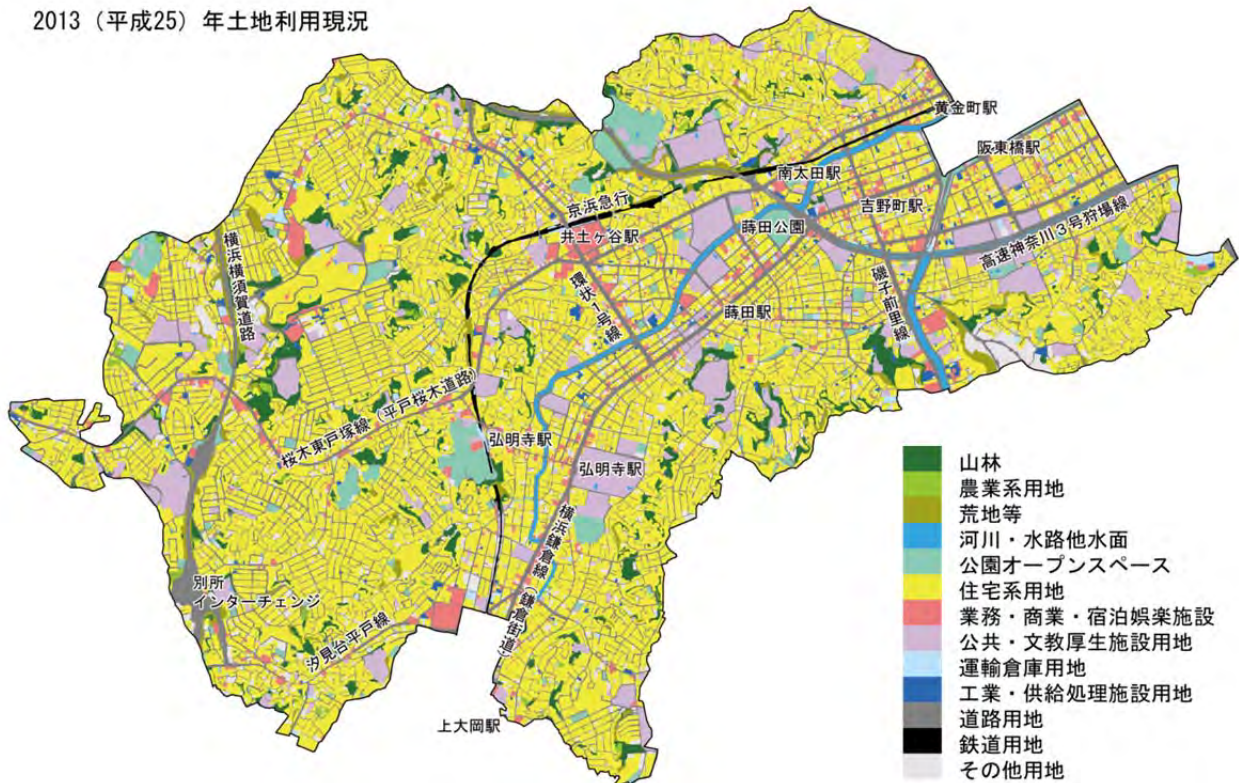 2013（平成25）年土地利用現況
黄金町駅
阪東橋駅
南太田駅
京浜急行
吉野町駅
井土ヶ谷駅
蒔田公園
高速神奈川３号狩場線
横浜横須賀道路
環状１号線
磯子前里線
蒔田駅
桜木東戸塚線（平戸桜木道路）
弘明寺駅
弘明寺駅
横浜鎌倉線（鎌倉街道）
別所
インターチェンジ
汐見台平戸線
上大岡駅
山林
農業系用地
荒地等
河川・水路他水面
公園オープンスペース
住宅系用地
業務・商業・宿泊娯楽施設
公共・文教厚生施設用地
運輸倉庫用地
工業・供給処理施設用地
道路用地
鉄道用地
その他用地